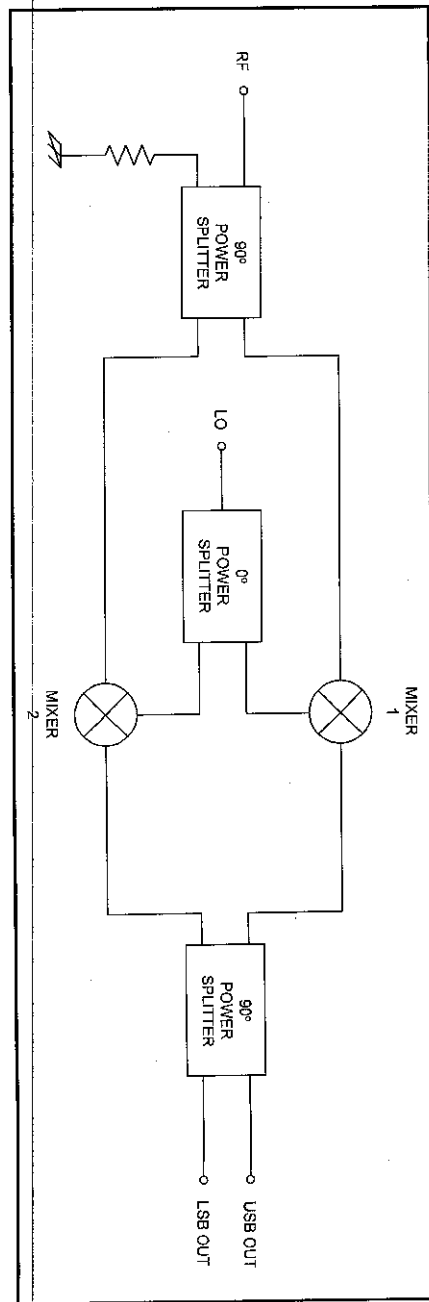 RF
90°
POWER
SPLITTER
LO
0°
POWER
SPLITTER
MIXER
1
MIXER
2
90°
POWER
SPLITTER
USB OUT
LSB OUT